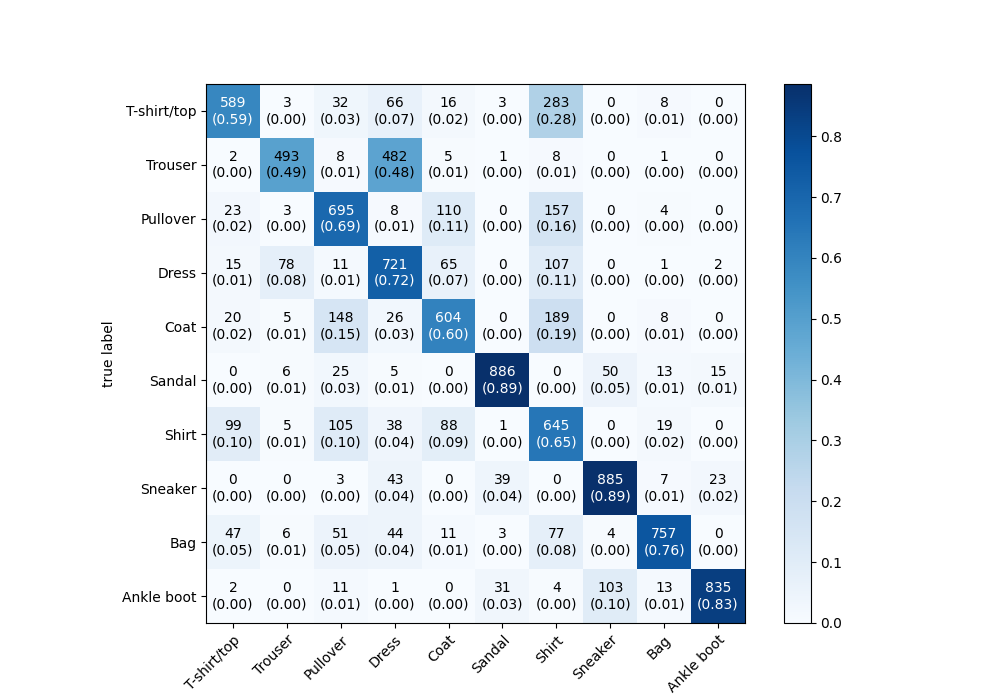 T-shirt/top 589 3 32 66 16 3 283 0 8 0
(0.59) (0.00) (0.03) (0.07) (0.02) (0.00) (0.28) (0.00) (0.01) (0.00)
Trouser 2 493 8 482 5 1 8 0 1 0
(0.00) (0.49) (0.01) (0.48) (0.01) (0.00) (0.01) (0.00) (0.00) (0.00)
Pullover 23 3 695 8 110 0 157 0 4 0
(0.02) (0.00) (0.69) (0.01) (0.11) (0.00) (0.16) (0.00) (0.00) (0.00)
Dress 15 78 11 721 65 0 107 0 1 2
(0.01) (0.08) (0.01) (0.72) (0.07) (0.00) (0.11) (0.00) (0.00) (0.00)
Coat 20 5 148 26 604 0 189 0 8 0
(0.02) (0.01) (0.15) (0.03) (0.60) (0.00) (0.19) (0.00) (0.01) (0.00)
Sandal 0 6 25 5 0 886 0 50 13 15
(0.00) (0.01) (0.03) (0.01) (0.00) (0.89) (0.00) (0.05) (0.01) (0.01)
Shirt 99 5 105 38 88 1 645 0 19 0
(0.10) (0.01) (0.10) (0.04) (0.09) (0.00) (0.65) (0.00) (0.02) (0.00)
Sneaker 0 0 3 43 0 39 0 885 7 23
(0.00) (0.00) (0.00) (0.04) (0.00) (0.04) (0.00) (0.89) (0.01) (0.02)
Bag 47 6 51 44 11 3 77 4 757 0
(0.05) (0.01) (0.05) (0.04) (0.01) (0.00) (0.08) (0.00) (0.76) (0.00)
Ankle boot 2 0 11 1 0 31 4 103 13 835
(0.00) (0.00) (0.01) (0.00) (0.00) (0.03) (0.00) (0.10) (0.01) (0.83)
true label
T-shirt/top Trouser Pullover Dress Coat Sandal Shirt Sneaker Bag Ankle boot
0.8
0.7
0.6
0.5
0.4
0.3
0.2
0.1
0.0